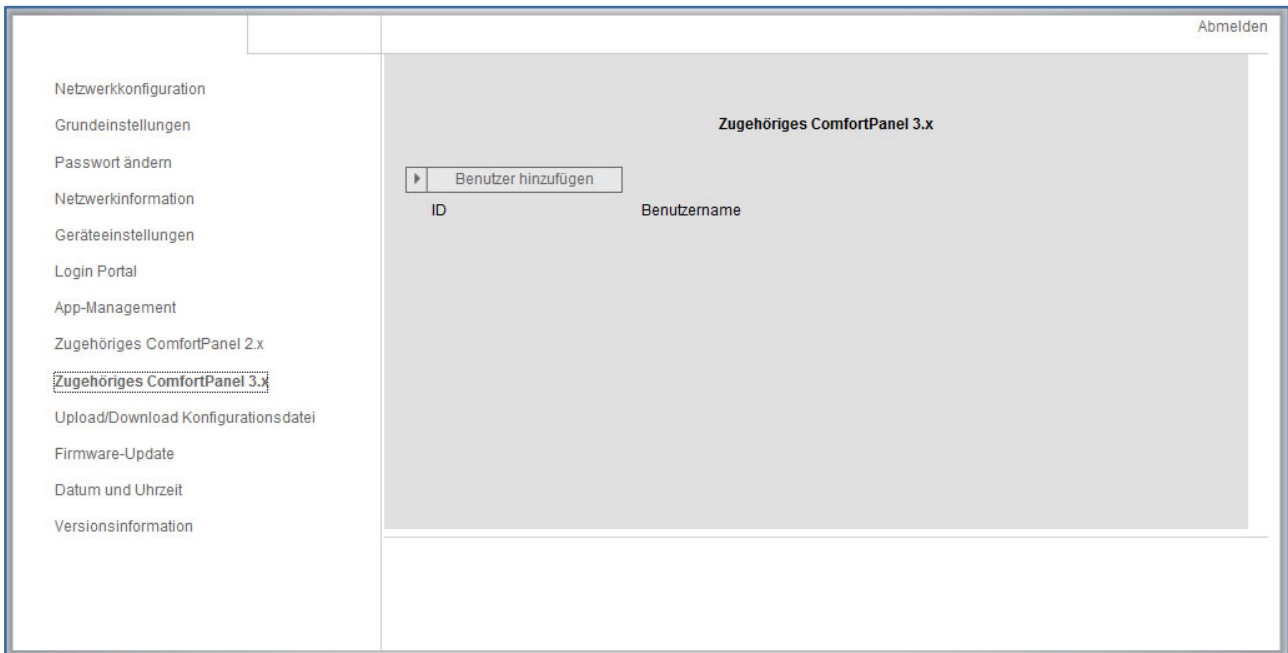 Abmelden
Netzwerkkonfiguration
Grundeinstellungen
Passwort ändern
Netzwerkinformation
Geräteeinstellungen
Login Portal
App-Management
Zugehöriges ComfortPanel 2.x
Zugehöriges ComfortPanel 3.x
Upload/Download Konfigurationsdatei
Firmware-Update
Datum und Uhrzeit
Versionsinformation
Zugehöriges ComfortPanel 3.x
Benutzer hinzufügen
ID Benutzername